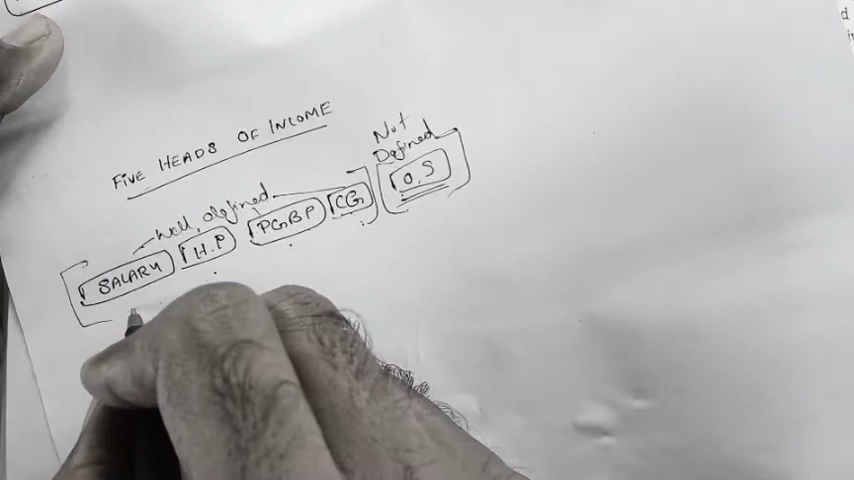 FIVE HEADS OF INCOME
Not
Defined
Well defined
SALARY H.P PGBP CG O.S